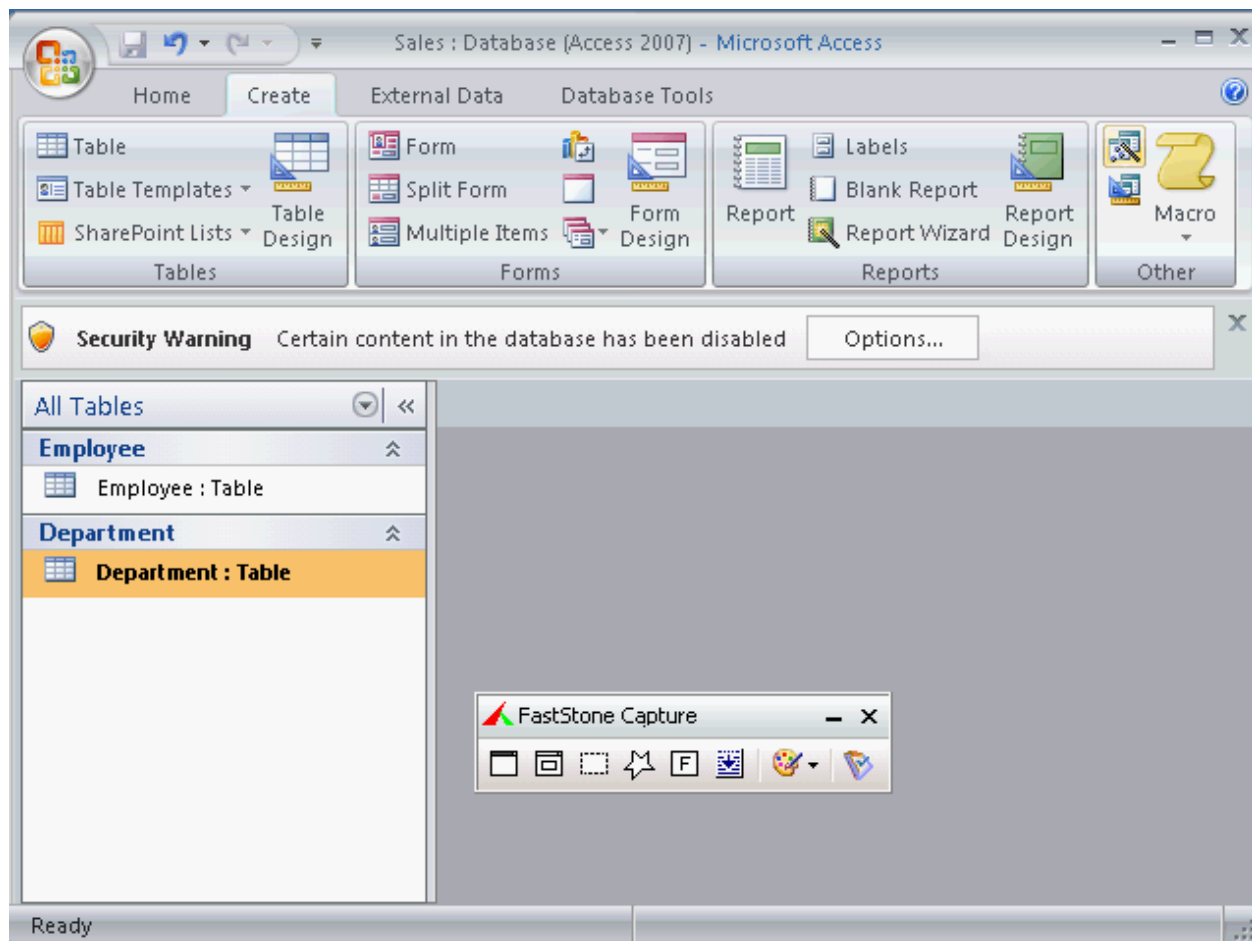 Sales : Database (Access 2007) - Microsoft Access
Home Create External Data Database Tools
Table
Table Templates
SharePoint Lists
Table
Design
Tables
Form
Split Form
Multiple Items
Form
Design
Forms
Report
Labels
Blank Report
Report Wizard
Report
Design
Reports
Macro
Other
Security Warning Certain content in the database has been disabled Options...
All Tables
Employee
Employee : Table
Department
Department : Table
FastStone Capture
F
Ready